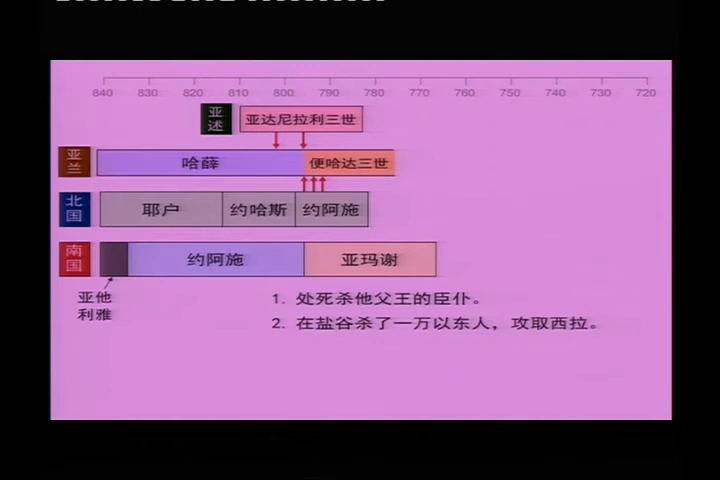 840 830 820 810 800 790 780 770 760 750 740 730 720
亚述
亚达尼拉利三世
亚兰
哈薛
便哈达三世
北国
耶户
约哈斯
约阿施
南国
约阿施
亚玛谢
亚他
利雅
1. 处死杀他父王的臣仆。
2. 在盐谷杀了一万以东人，攻取西拉。